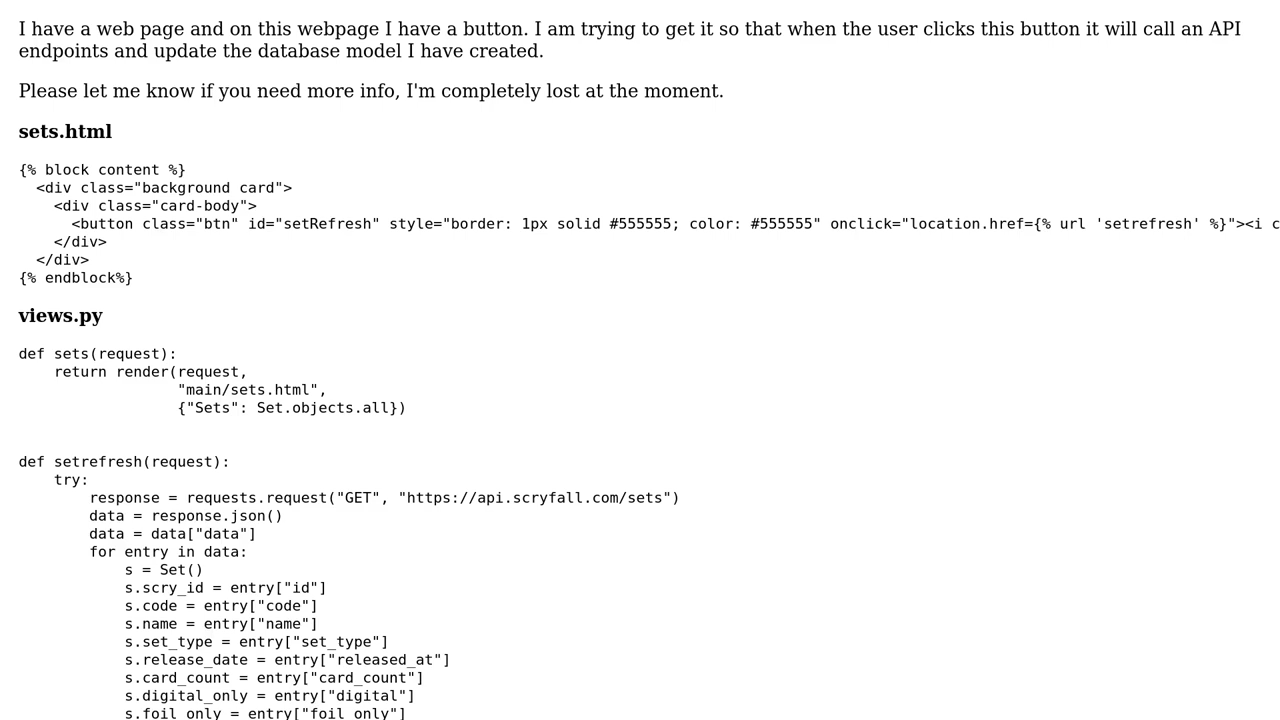 I have a web page and on this webpage I have a button. I am trying to get it so that when the user clicks this button it will call an API
endpoints and update the database model I have created.
Please let me know if you need more info, I'm completely lost at the moment.
sets.html
{% block content %}
  <div class="background card">
    <div class="card-body">
      <button class="btn" id="setRefresh" style="border: 1px solid #555555; color: #555555" onclick="location.href={% url 'setrefresh' %}"><i c
    </div>
  </div>
{% endblock%}
views.py
def sets(request):
    return render(request,
                  "main/sets.html",
                  {"Sets": Set.objects.all})
def setrefresh(request):
    try:
        response = requests.request("GET", "https://api.scryfall.com/sets")
        data = response.json()
        data = data["data"]
        for entry in data:
            s = Set()
            s.scry_id = entry["id"]
            s.code = entry["code"]
            s.name = entry["name"]
            s.set_type = entry["set_type"]
            s.release_date = entry["released_at"]
            s.card_count = entry["card_count"]
            s.digital_only = entry["digital"]
            s.foil_only = entry["foil_only"]